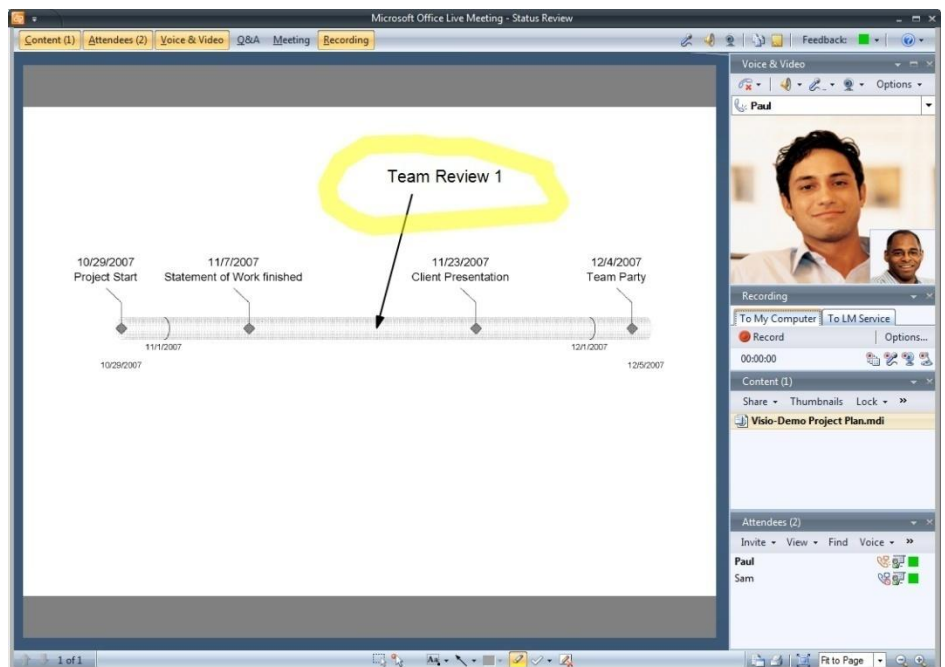 Microsoft Office Live Meeting - Status Review
Content (1) Attendees (2) Voice & Video Q&A Meeting Recording Feedback:
Voice & Video
Options
Paul
Team Review 1
10/29/2007 11/7/2007 11/23/2007 12/4/2007
Project Start Statement of Work finished Client Presentation Team Party
11/1/2007 12/1/2007
10/29/2007 12/5/2007
Recording
To My Computer To LM Service
Record Options...
00:00:00
Content (1)
Share Thumbnails Lock »
Visio-Demo Project Plan.mdi
Attendees (2)
Invite View Find Voice »
Paul
Sam
1 of 1 Aa Fit to Page